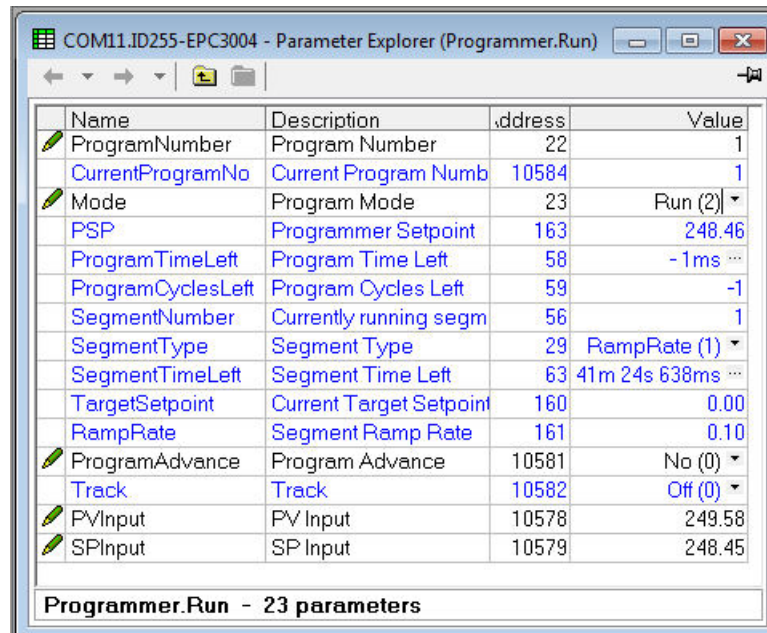 COM11.ID255-EPC3004 - Parameter Explorer (Programmer.Run)
Name Description Address Value
ProgramNumber Program Number 22 1
CurrentProgramNo Current Program Numb 10584 1
Mode Program Mode 23 Run (2)
PSP Programmer Setpoint 163 248.46
ProgramTimeLeft Program Time Left 58 -1ms ...
ProgramCyclesLeft Program Cycles Left 59 -1
SegmentNumber Currently running segm 56 1
SegmentType Segment Type 29 RampRate (1)
SegmentTimeLeft Segment Time Left 63 41m 24s 638ms ...
TargetSetpoint Current Target Setpoint 160 0.00
RampRate Segment Ramp Rate 161 0.10
ProgramAdvance Program Advance 10581 No (0)
Track Track 10582 Off (0)
PVInput PV Input 10578 249.58
SPInput SP Input 10579 248.45
Programmer.Run - 23 parameters